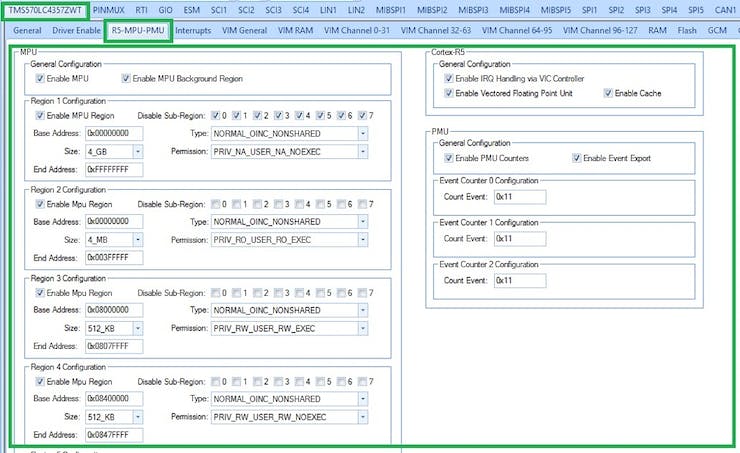 TMS570LC4357ZWT PINMUX RTI GIO ESM SCI1 SCI2 SCI3 SCI4 LIN1 LIN2 MIBSPI1 MIBSPI2 MIBSPI3 MIBSPI4 MIBSPI5 SPI1 SPI2 SPI3 SPI4 SPI5 CAN1
General Driver Enable R5-MPU-PMU Interrupts VIM General VIM RAM VIM Channel 0-31 VIM Channel 32-63 VIM Channel 64-95 VIM Channel 96-127 RAM Flash GCM
MPU
General Configuration
Enable MPU Enable MPU Background Region
Region 1 Configuration
Enable MPU Region Disable Sub-Region: 0 1 2 3 4 5 6 7
Base Address: 0x00000000 Type: NORMAL_OINC_NONSHARED
Size: 4_GB Permission: PRIV_NA_USER_NA_NOEXEC
End Address: 0xFFFFFFFF
Region 2 Configuration
Enable Mpu Region Disable Sub-Region: 0 1 2 3 4 5 6 7
Base Address: 0x00000000 Type: NORMAL_OINC_NONSHARED
Size: 4_MB Permission: PRIV_RO_USER_RO_EXEC
End Address: 0x003FFFFF
Region 3 Configuration
Enable Mpu Region Disable Sub-Region: 0 1 2 3 4 5 6 7
Base Address: 0x08000000 Type: NORMAL_OINC_NONSHARED
Size: 512_KB Permission: PRIV_RW_USER_RW_EXEC
End Address: 0x0807FFFF
Region 4 Configuration
Enable Mpu Region Disable Sub-Region: 0 1 2 3 4 5 6 7
Base Address: 0x08400000 Type: NORMAL_OINC_NONSHARED
Size: 512_KB Permission: PRIV_RW_USER_RW_NOEXEC
End Address: 0x0847FFFF
Cortex-R5
General Configuration
Enable IRQ Handling via VIC Controller
Enable Vectored Floating Point Unit Enable Cache
PMU
General Configuration
Enable PMU Counters Enable Event Export
Event Counter 0 Configuration
Count Event: 0x11
Event Counter 1 Configuration
Count Event: 0x11
Event Counter 2 Configuration
Count Event: 0x11